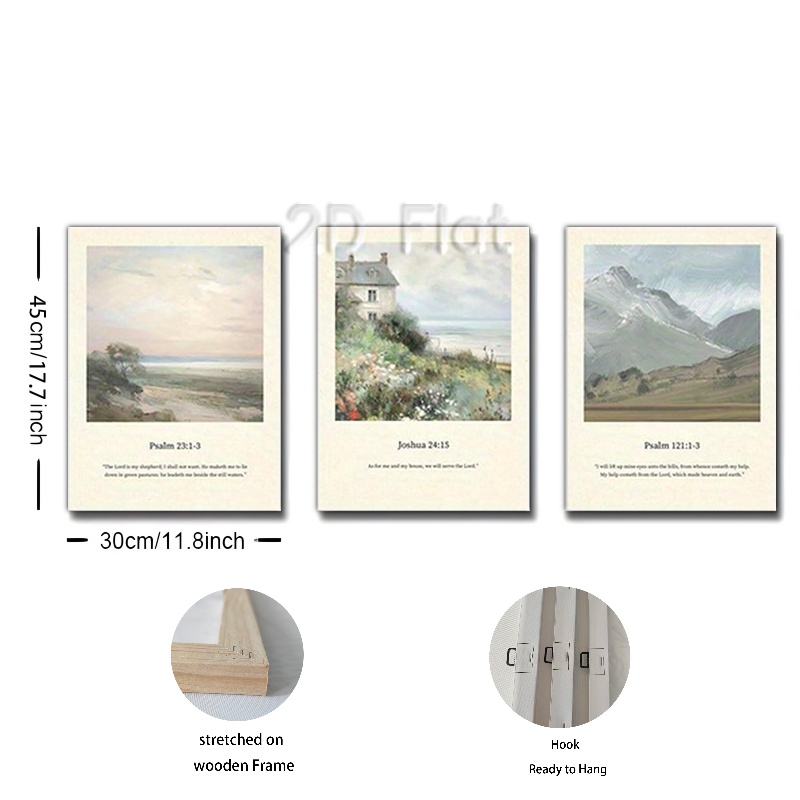 2D Flat
45cm/17.7inch
Psalm 23:1-3
"The Lord is my shepherd; I shall not want. He maketh me to lie
down in green pastures: he leadeth me beside the still waters."
Joshua 24:15
As for me and my house, we will serve the Lord."
Psalm 121:1-3
"I will lift up mine eyes unto the hills, from whence cometh my help.
My help cometh from the Lord, which made heaven and earth."
30cm/11.8inch
stretched on
wooden Frame
Hook
Ready to Hang